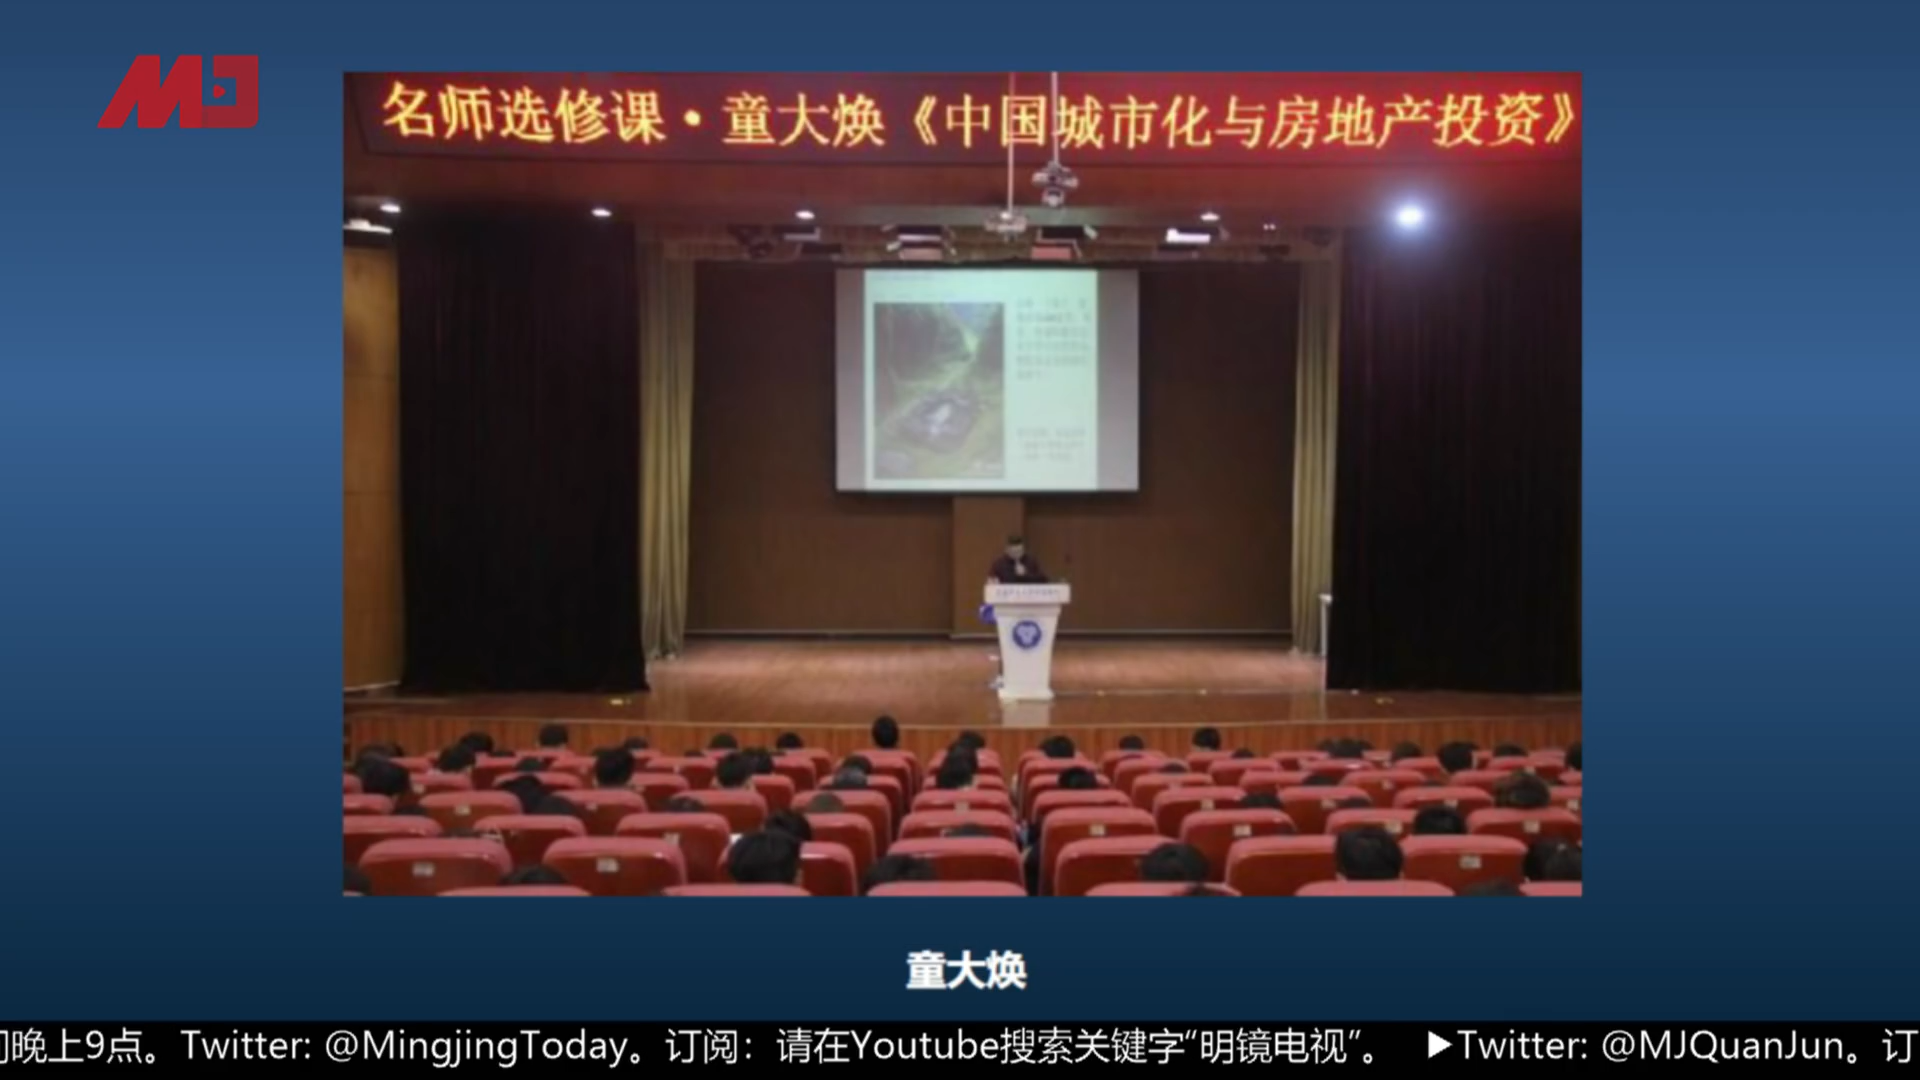 MJ
名师选修课·童大焕《中国城市化与房地产投资》
童大焕
间晚上9点。Twitter: @MingjingToday。订阅：请在Youtube搜索关键字“明镜电视”。 ▶Twitter: @MJQuanJun。订